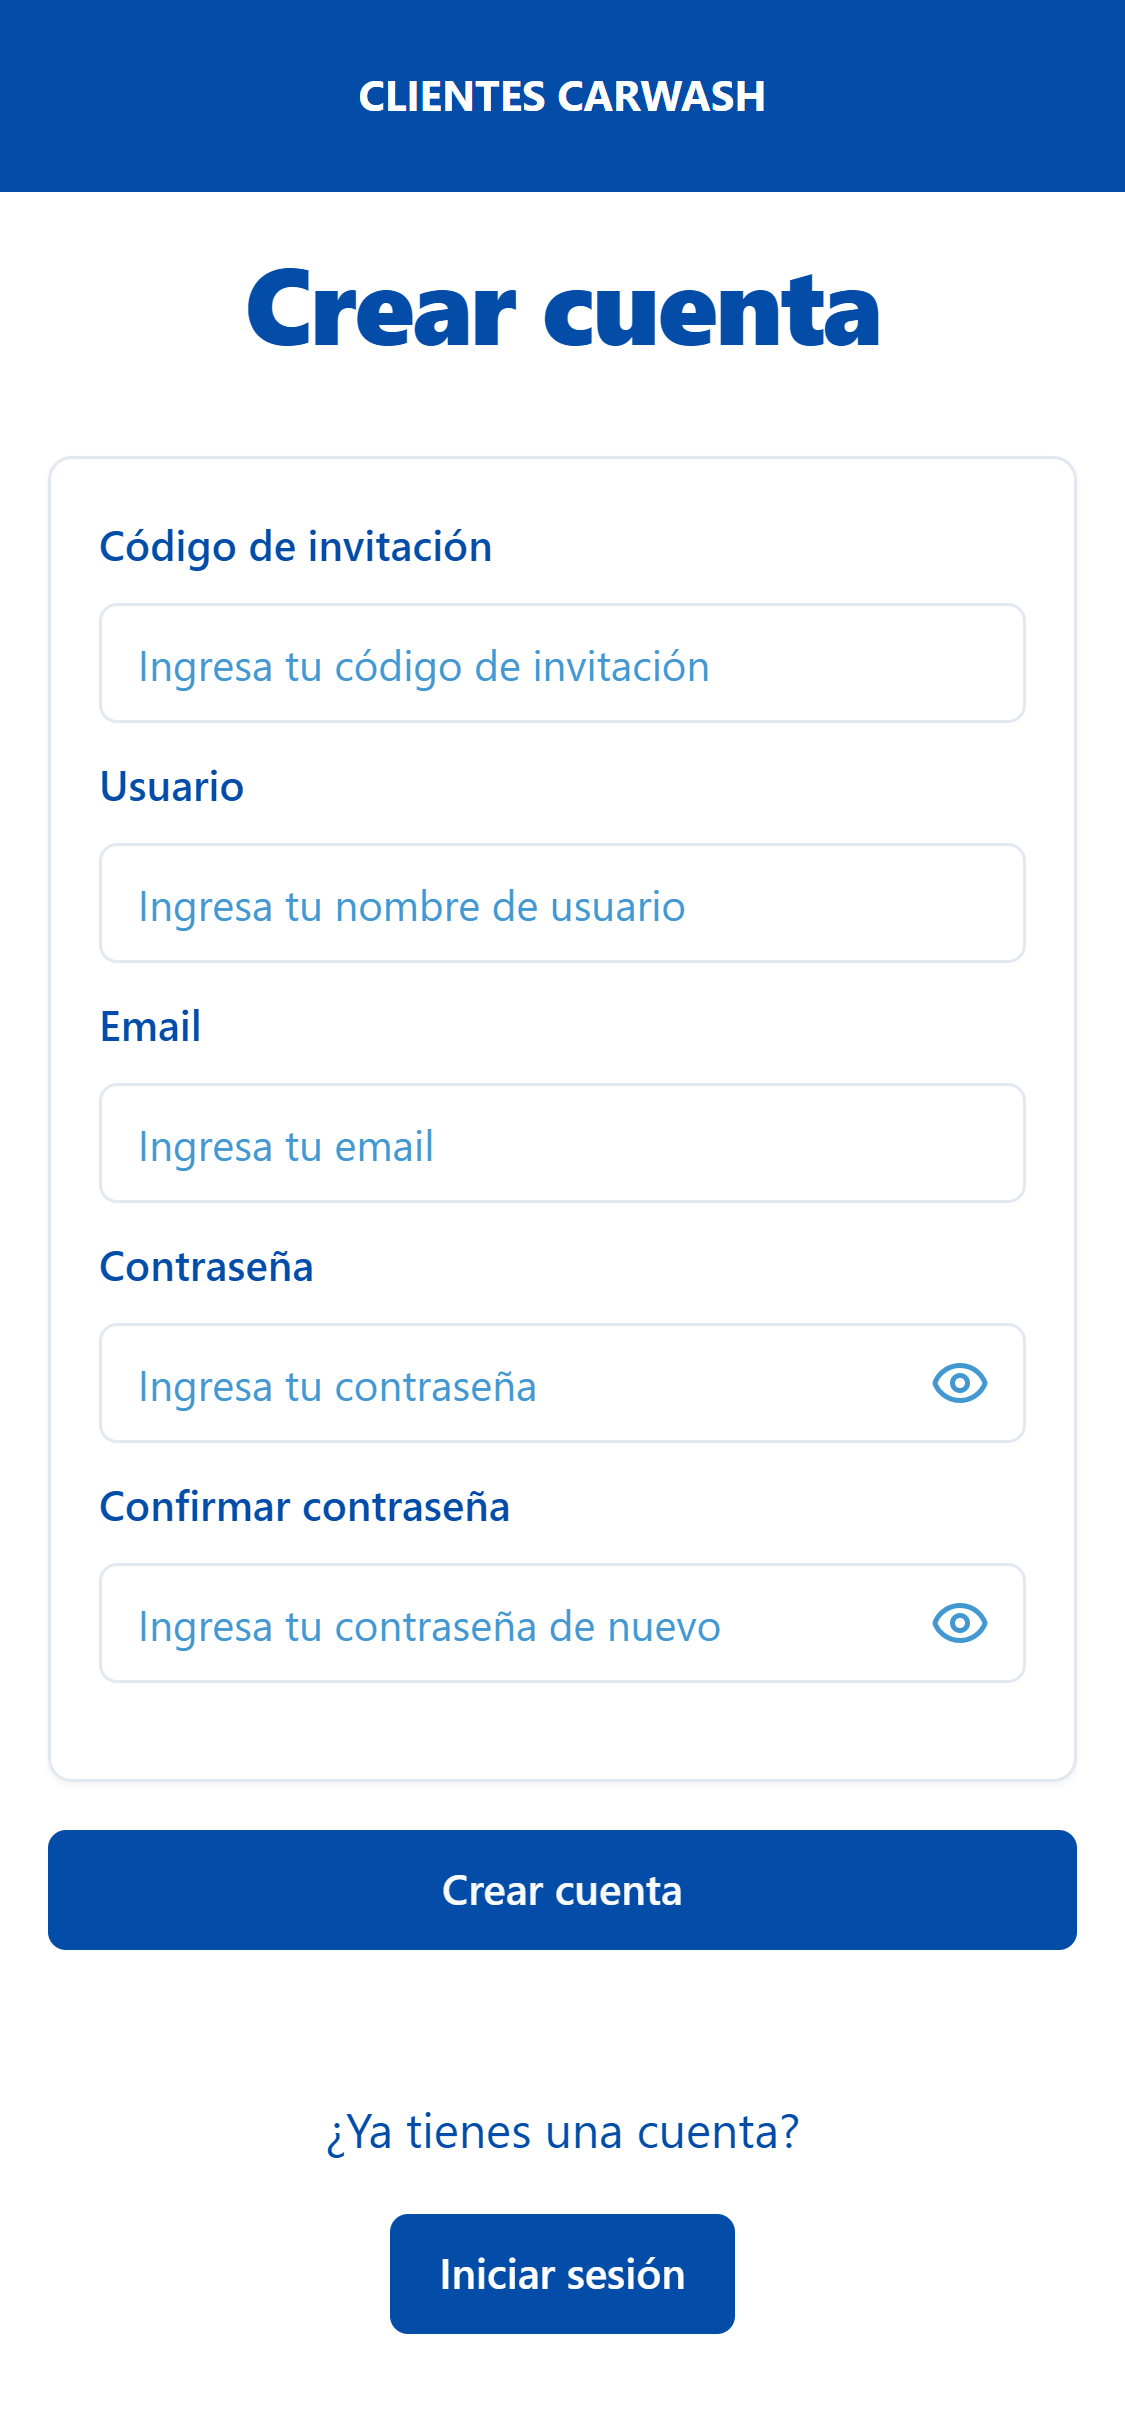 CLIENTES CARWASH
Crear cuenta
Código de invitación
Ingresa tu código de invitación
Usuario
Ingresa tu nombre de usuario
Email
Ingresa tu email
Contraseña
Ingresa tu contraseña
Confirmar contraseña
Ingresa tu contraseña de nuevo
Crear cuenta
¿Ya tienes una cuenta?
Iniciar sesión